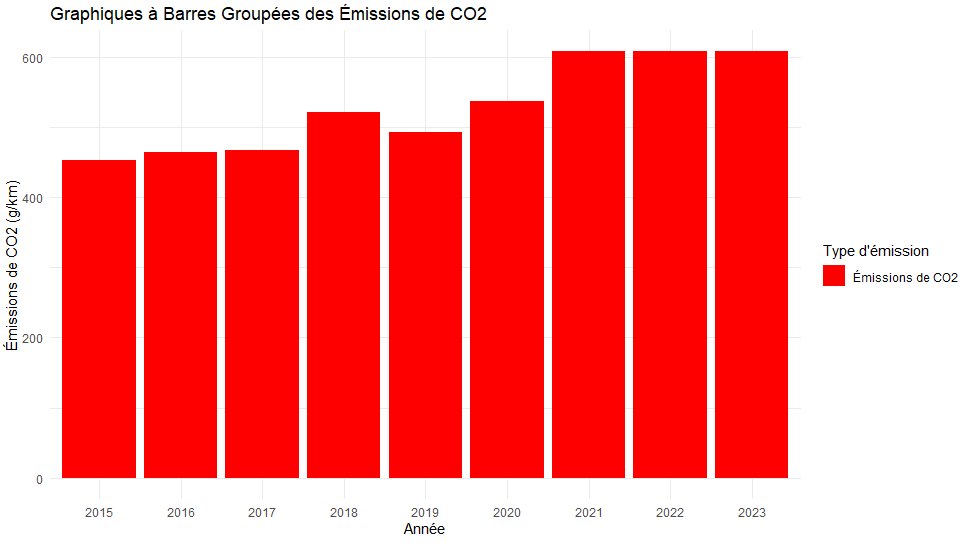 Graphiques à Barres Groupées des Émissions de CO2
Émissions de CO2 (g/km)
600
400
200
0
2015 2016 2017 2018 2019 2020 2021 2022 2023
Année
Type d'émission
Émissions de CO2